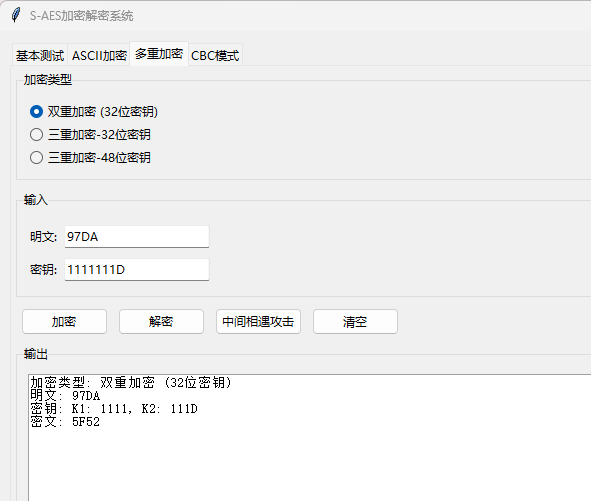 S-AES加密解密系统
基本测试 ASCII加密 多重加密 CBC模式
加密类型
双重加密 (32位密钥)
三重加密-32位密钥
三重加密-48位密钥
输入
明文: 97DA
密钥: 1111111D
加密 解密 中间相遇攻击 清空
输出
加密类型: 双重加密 (32位密钥)
明文: 97DA
密钥: K1: 1111, K2: 111D
密文: 5F52